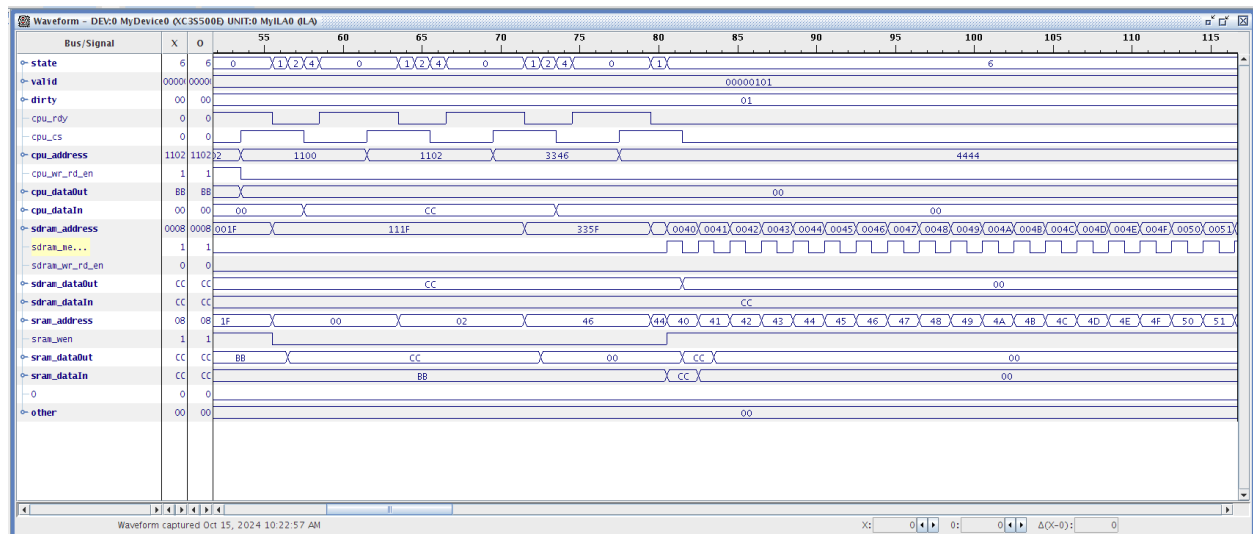 Waveform - DEV:0 MyDevice0 (XC3S500E) UNIT:0 MyILA0 (ILA)
Bus/Signal X O 55 60 65 70 75 80 85 90 95 100 105 110 115
state 6 6 0 1 2 4 0 1 2 4 0 1 2 4 0 1 6
valid 0000 0000 00000101
dirty 00 00 01
cpu_rdy 0 0
cpu_cs 0 0
cpu_address 1102 1102 02 1100 1102 3346 4444
cpu_wr_rd_en 1 1
cpu_dataOut BB BB 00
cpu_dataIn 00 00 00 CC 00
sdram_address 0008 0008 001F 111F 335F 0040 0041 0042 0043 0044 0045 0046 0047 0048 0049 004A 004B 004C 004D 004E 004F 0050 0051
sdram_me... 1 1
sdram_wr_rd_en 0 0
sdram_dataOut CC CC CC 00
sdram_dataIn CC CC CC
sram_address 08 08 1F 00 02 46 44 40 41 42 43 44 45 46 47 48 49 4A 4B 4C 4D 4E 4F 50 51
sram_wen 1 1
sram_dataOut CC CC BB CC 00 CC 00
sram_dataIn CC CC BB CC 00
0 0 0
other 00 00 00
Waveform captured Oct 15, 2024 10:22:57 AM X: 0 O: 0 Δ(X-O): 0